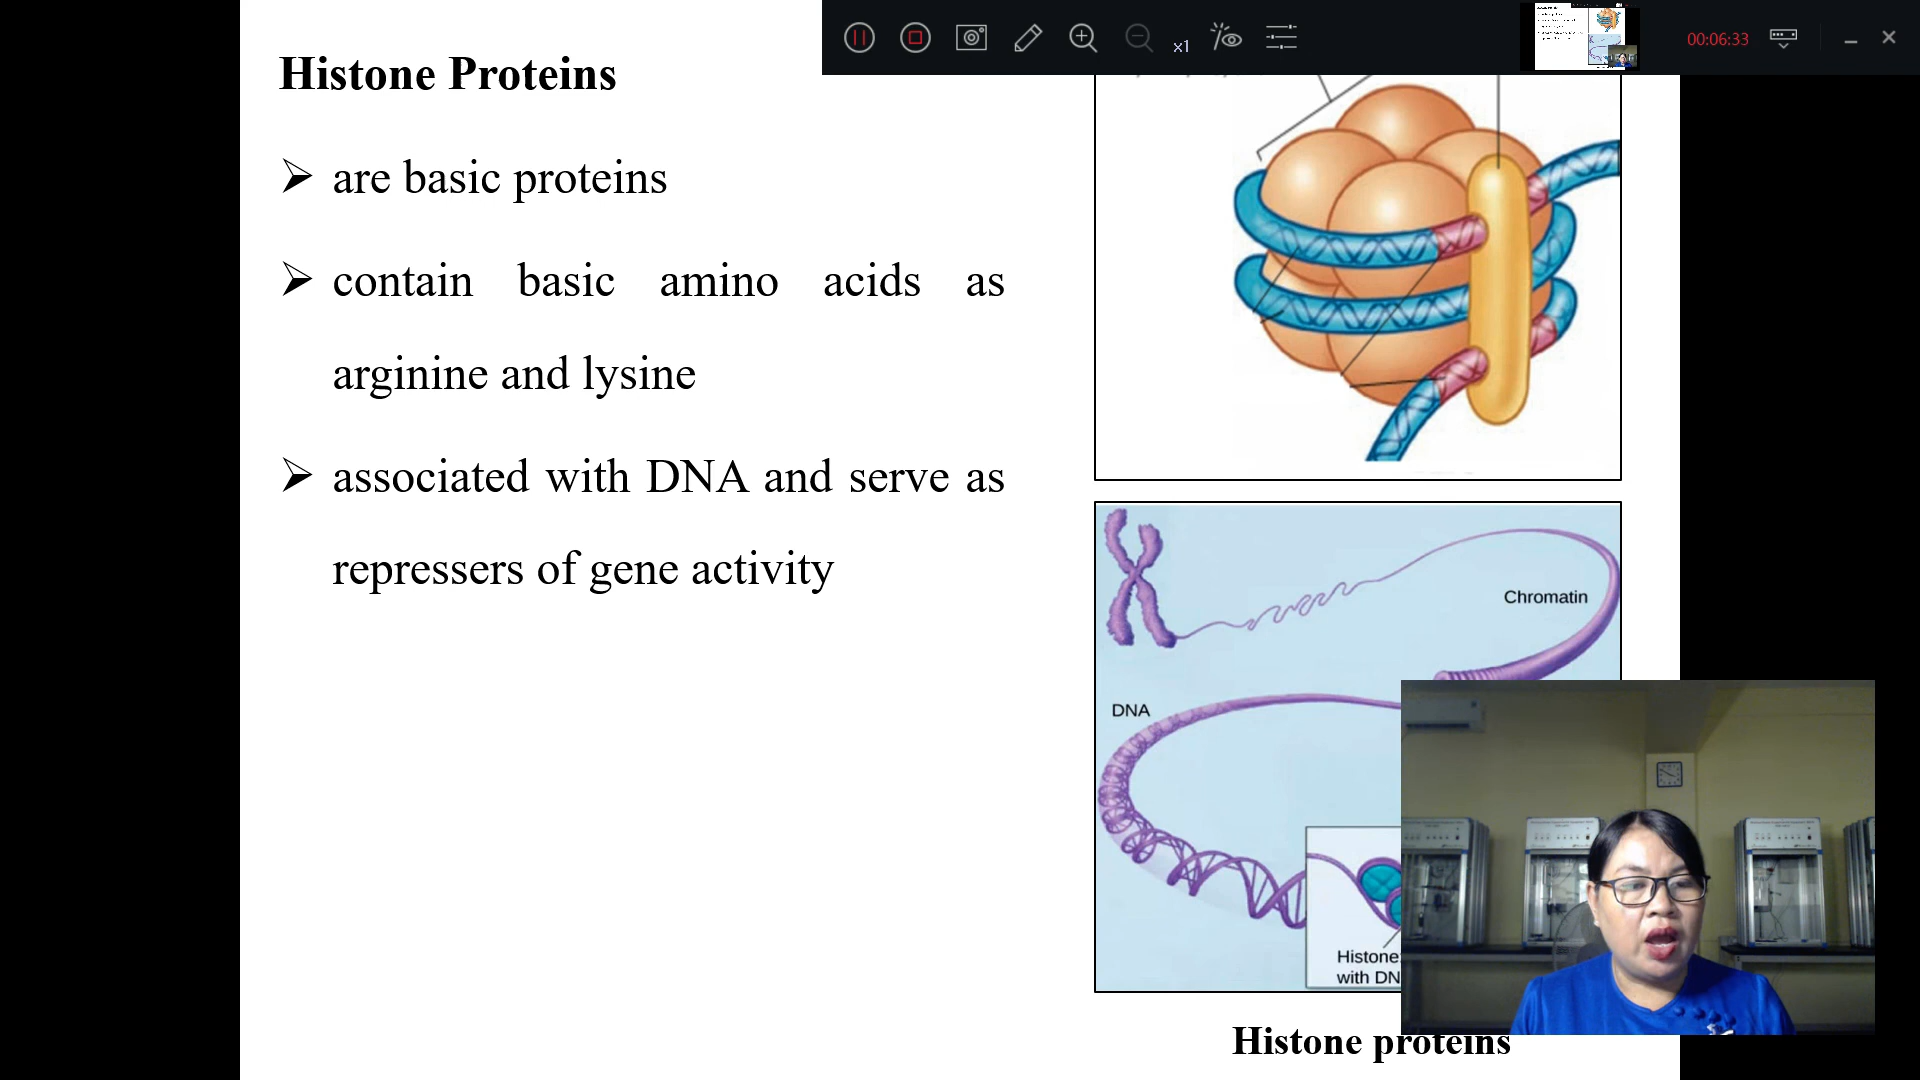 x1
00:06:33
Histone Proteins
➢ are basic proteins
➢ contain basic amino acids as
arginine and lysine
➢ associated with DNA and serve as
repressers of gene activity
Chromatin
DNA
Histone
with DN
Histone proteins